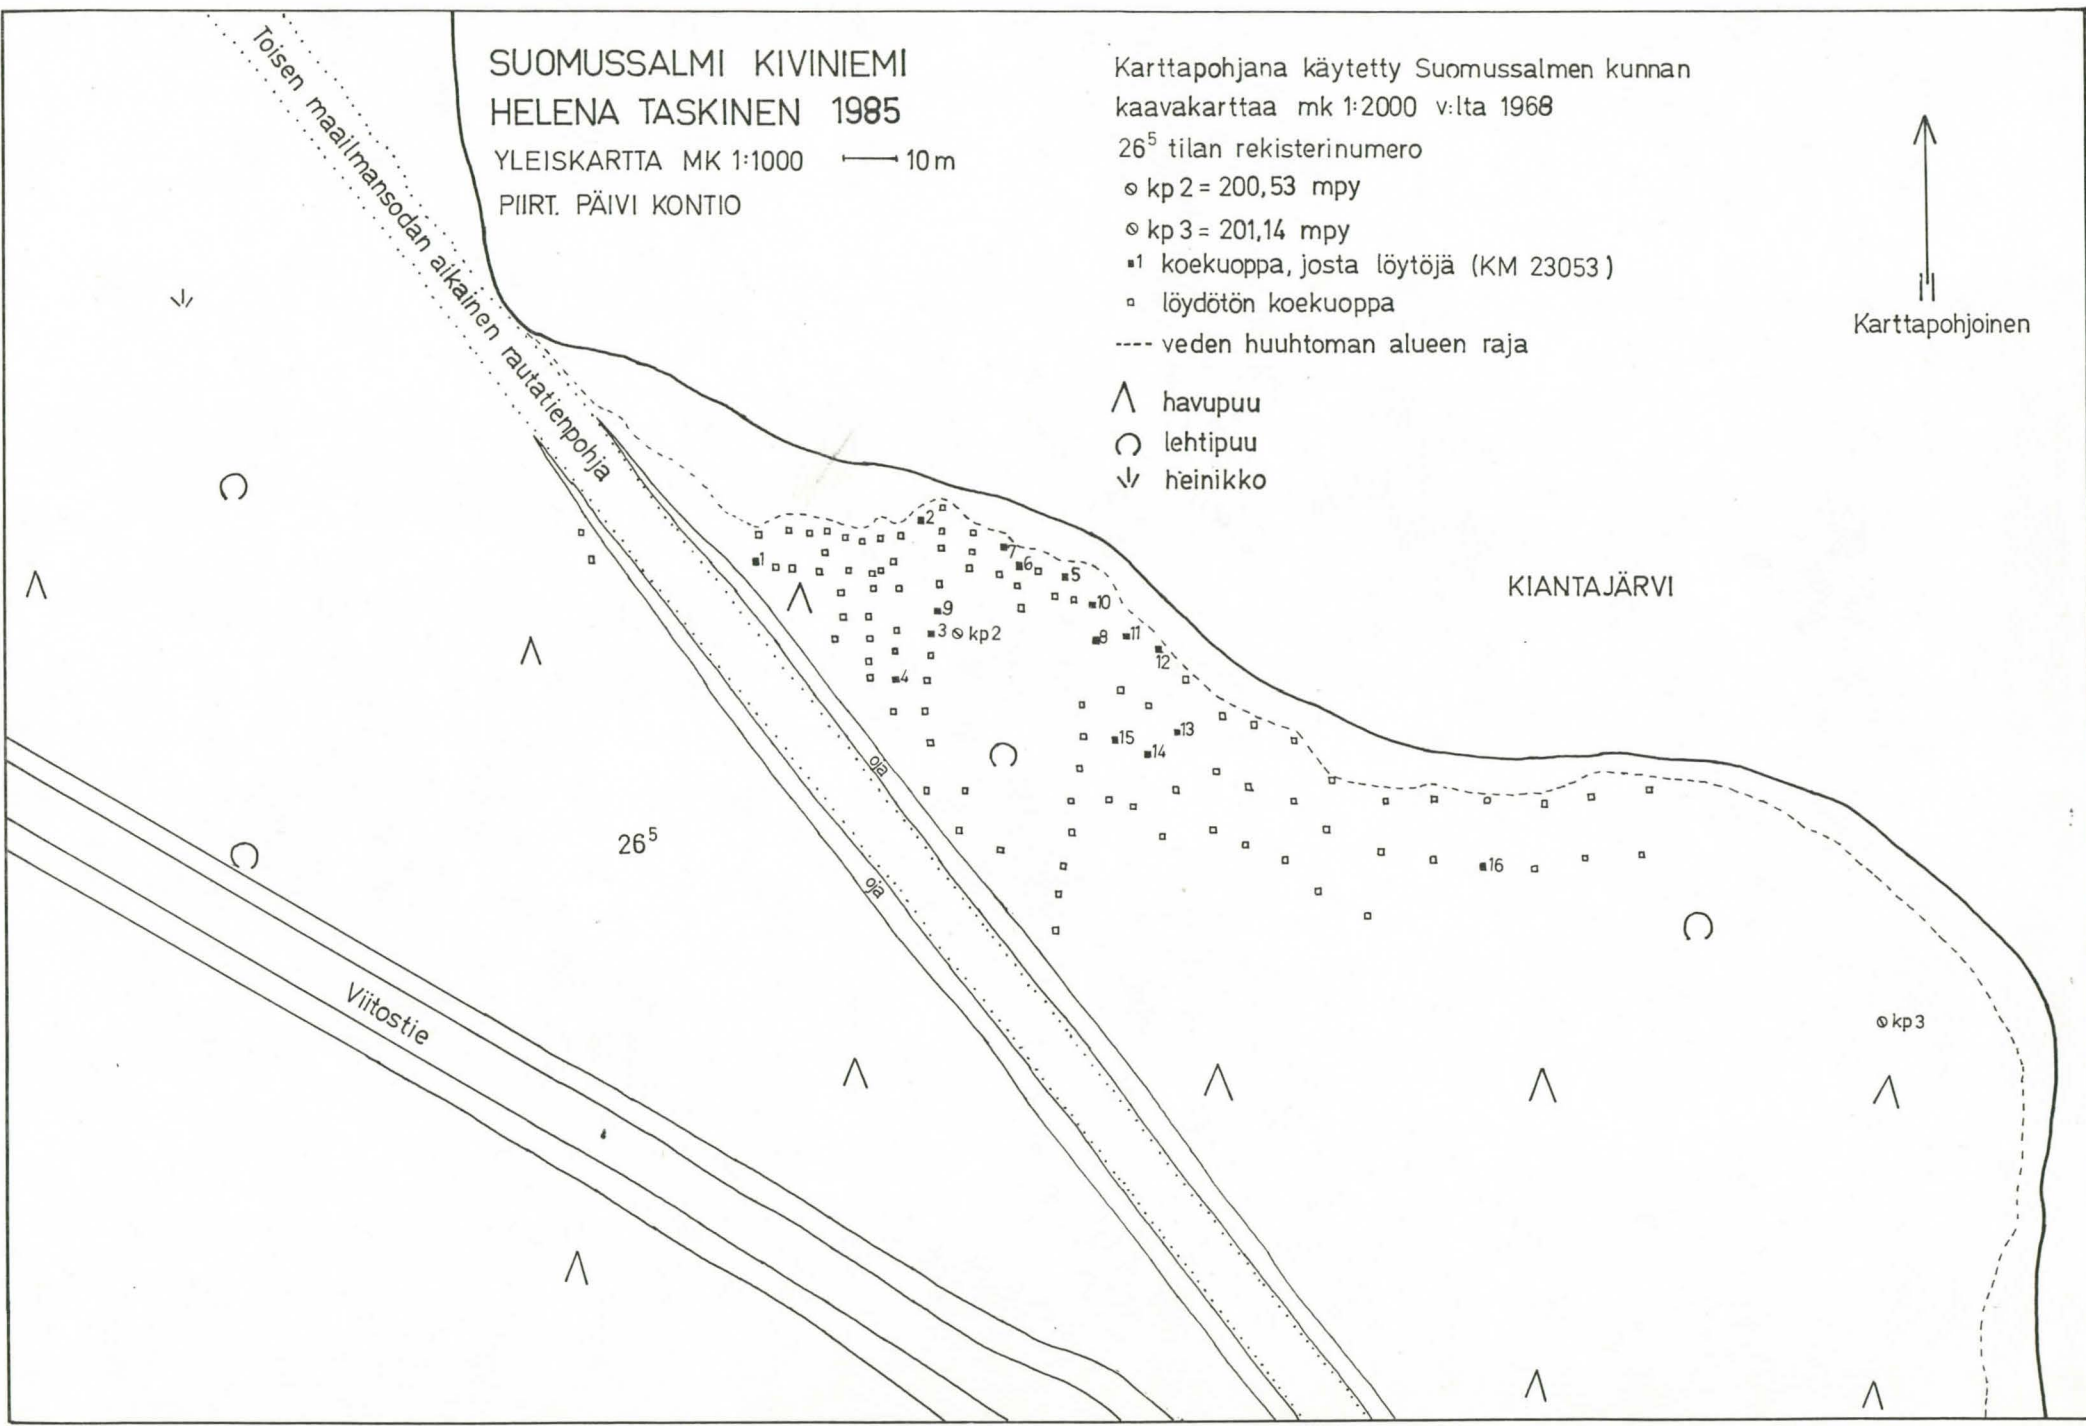 SUOMUSSALMI KIVINIEMI
HELENA TASKINEN 1985
YLEISKARTTA MK 1:1000 10 m
PIIRT. PÄIVI KONTIO
Karttapohjana käytetty Suomussalmen kunnan
kaavakarttaa mk 1:2000 v:lta 1968
26⁵ tilan rekisterinumero
kp 2 = 200,53 mpy
kp 3 = 201,14 mpy
1 koekuoppa, josta löytöjä (KM 23053)
löydötön koekuoppa
---- veden huuhtoman alueen raja
havupuu
lehtipuu
heinikko
Karttapohjoinen
Toisen maailmansodan aikainen rautatienpohja
KIANTAJÄRVI
2
1
7
6
5
10
9
3 kp2
8
11
12
4
13
15
14
16
oja
oja
26⁵
Viitostie
kp3